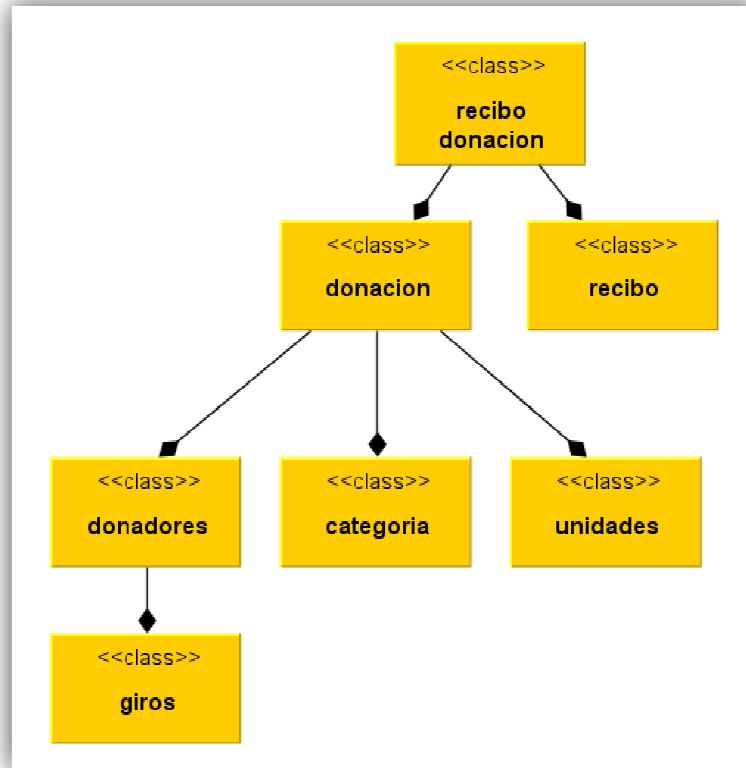 <<class>>
recibo
donacion
<<class>>
donacion
<<class>>
recibo
<<class>>
donadores
<<class>>
categoria
<<class>>
unidades
<<class>>
giros